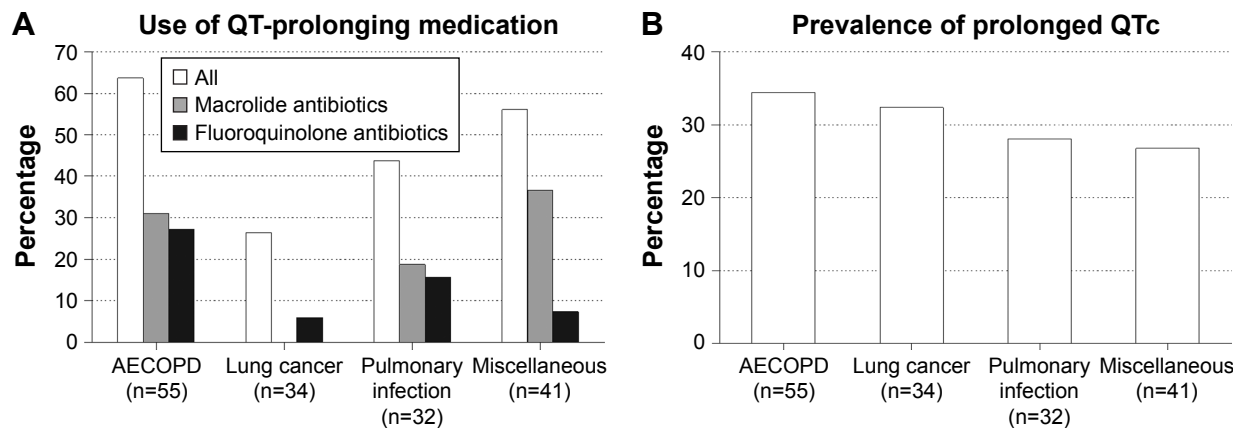 A
Use of QT-prolonging medication
Percentage
70
60
50
40
30
20
10
0
All
Macrolide antibiotics
Fluoroquinolone antibiotics
AECOPD
(n=55)
Lung cancer
(n=34)
Pulmonary
infection
(n=32)
Miscellaneous
(n=41)
B
Prevalence of prolonged QTc
Percentage
40
30
20
10
0
AECOPD
(n=55)
Lung cancer
(n=34)
Pulmonary
infection
(n=32)
Miscellaneous
(n=41)